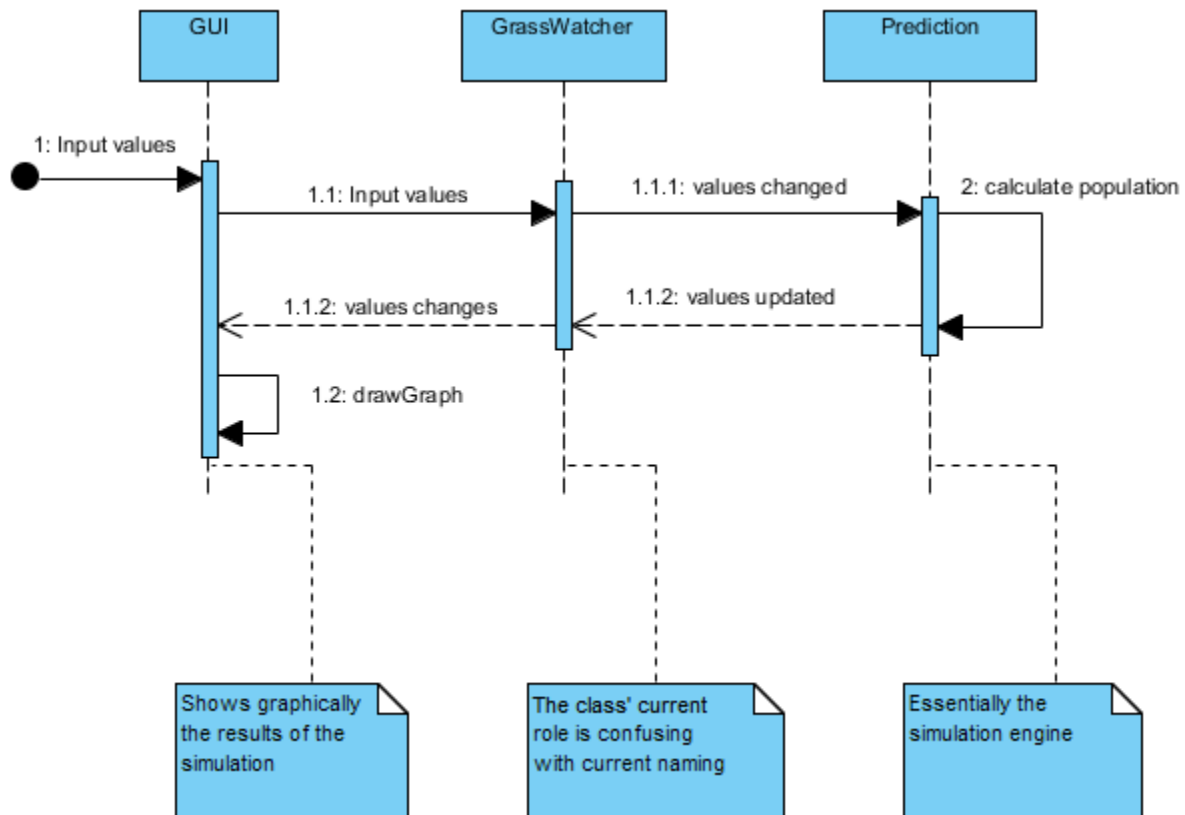 GUI
GrassWatcher
Prediction
1: Input values
1.1: Input values
1.1.1: values changed
2: calculate population
1.1.2: values changes
1.1.2: values updated
1.2: drawGraph
Shows graphically
the results of the
simulation
The class' current
role is confusing
with current naming
Essentially the
simulation engine